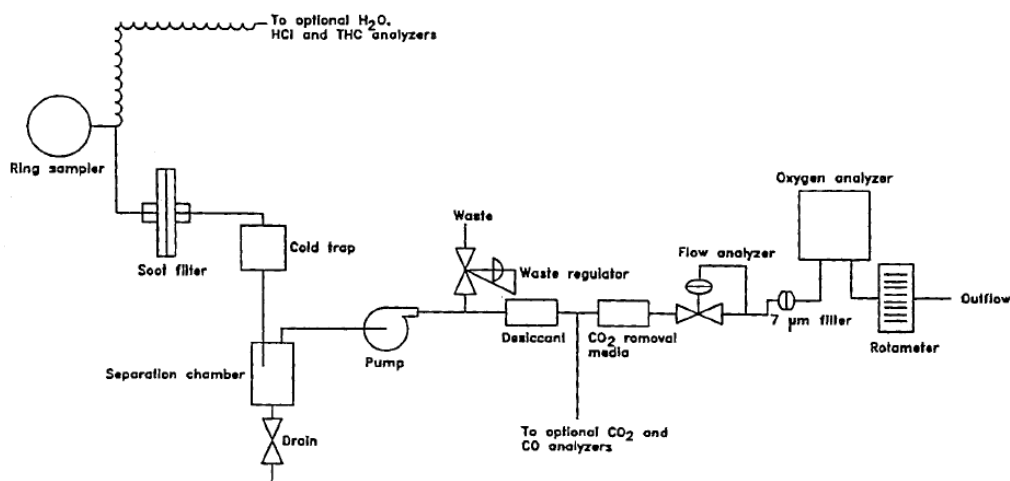 To optional H₂O.
HCl and THC analyzers
Ring sampler
Soot filter
Cold trap
Waste
Waste regulator
Separation chamber
Drain
Pump
Desiccant
CO₂ removal
media
To optional CO₂ and
CO analyzers
Flow analyzer
7 μm filler
Oxygen analyzer
Rotameter
Outflow